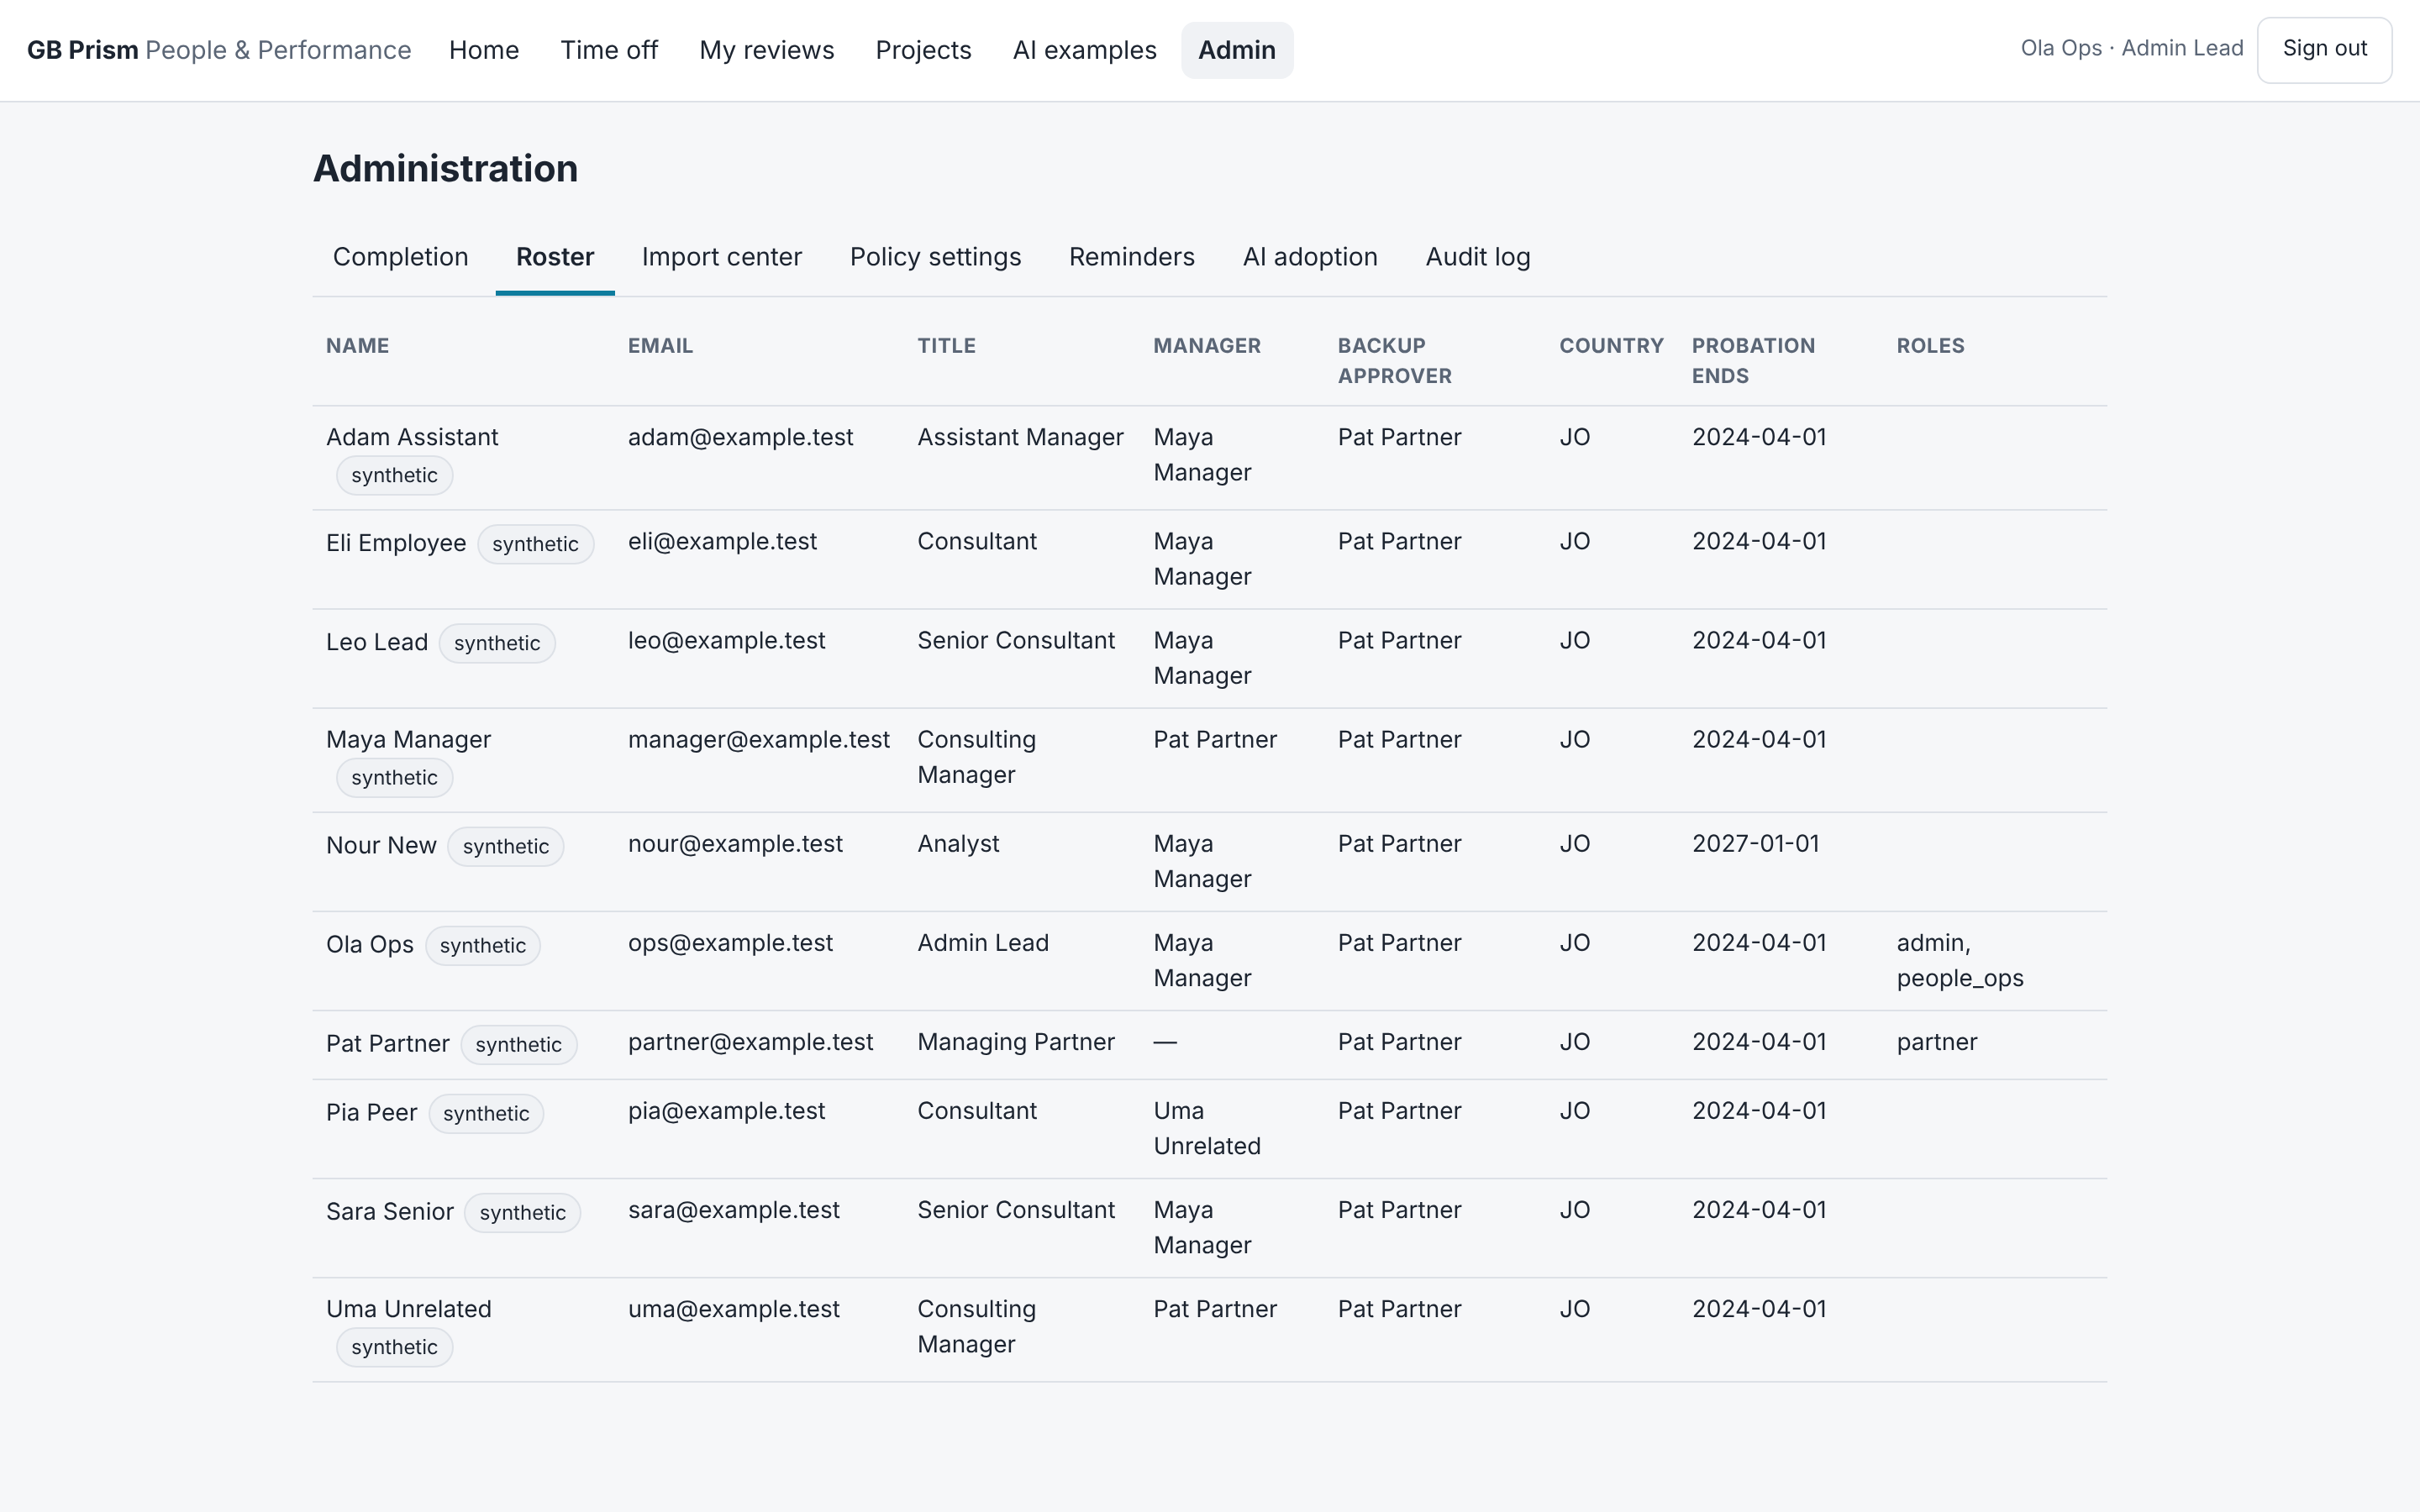 GB Prism People & Performance Home Time off My reviews Projects AI examples Admin Ola Ops · Admin Lead Sign out
Administration
Completion Roster Import center Policy settings Reminders AI adoption Audit log
NAME EMAIL TITLE MANAGER BACKUP APPROVER COUNTRY PROBATION ENDS ROLES
Adam Assistant synthetic adam@example.test Assistant Manager Maya Manager Pat Partner JO 2024-04-01
Eli Employee synthetic eli@example.test Consultant Maya Manager Pat Partner JO 2024-04-01
Leo Lead synthetic leo@example.test Senior Consultant Maya Manager Pat Partner JO 2024-04-01
Maya Manager synthetic manager@example.test Consulting Manager Pat Partner Pat Partner JO 2024-04-01
Nour New synthetic nour@example.test Analyst Maya Manager Pat Partner JO 2027-01-01
Ola Ops synthetic ops@example.test Admin Lead Maya Manager Pat Partner JO 2024-04-01 admin, people_ops
Pat Partner synthetic partner@example.test Managing Partner — Pat Partner JO 2024-04-01 partner
Pia Peer synthetic pia@example.test Consultant Uma Unrelated Pat Partner JO 2024-04-01
Sara Senior synthetic sara@example.test Senior Consultant Maya Manager Pat Partner JO 2024-04-01
Uma Unrelated synthetic uma@example.test Consulting Manager Pat Partner Pat Partner JO 2024-04-01